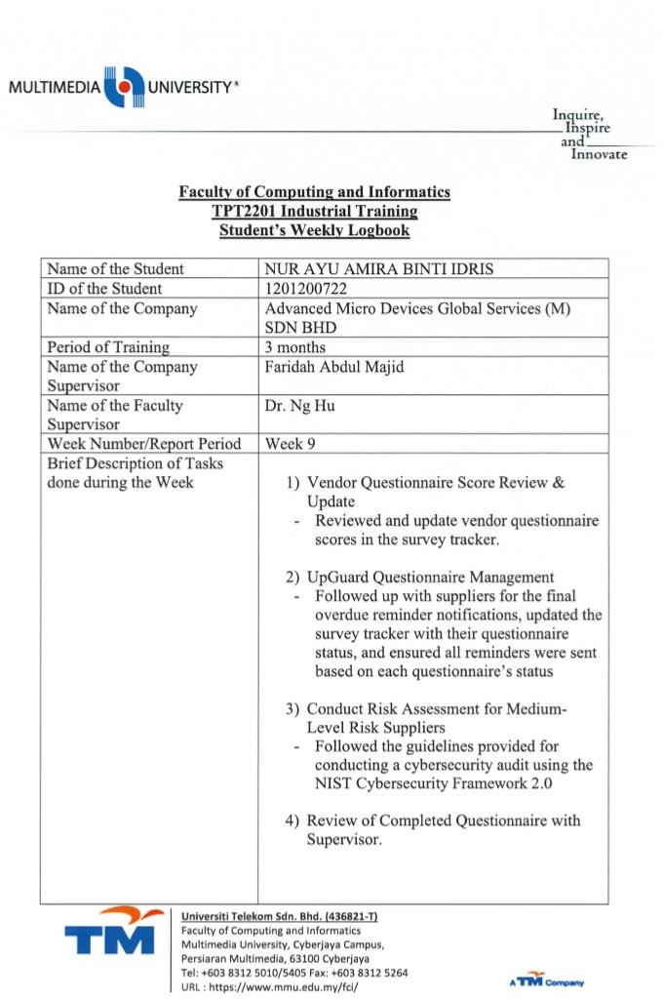 MULTIMEDIA UNIVERSITY
Inquire,
Inspire
and
Innovate
Faculty of Computing and Informatics
TPT2201 Industrial Training
Student's Weekly Logbook
Name of the Student NUR AYU AMIRA BINTI IDRIS
ID of the Student 1201200722
Name of the Company Advanced Micro Devices Global Services (M)
SDN BHD
Period of Training 3 months
Name of the Company Faridah Abdul Majid
Supervisor
Name of the Faculty Dr. Ng Hu
Supervisor
Week Number/Report Period Week 9
Brief Description of Tasks
done during the Week
1) Vendor Questionnaire Score Review &
Update
- Reviewed and update vendor questionnaire
scores in the survey tracker.
2) UpGuard Questionnaire Management
- Followed up with suppliers for the final
overdue reminder notifications, updated the
survey tracker with their questionnaire
status, and ensured all reminders were sent
based on each questionnaire's status
3) Conduct Risk Assessment for Medium-
Level Risk Suppliers
- Followed the guidelines provided for
conducting a cybersecurity audit using the
NIST Cybersecurity Framework 2.0
4) Review of Completed Questionnaire with
Supervisor.
TM
Universiti Telekom Sdn. Bhd. (436821-T)
Faculty of Computing and Informatics
Multimedia University, Cyberjaya Campus,
Persiaran Multimedia, 63100 Cyberjaya
Tel: +603 8312 5010/5405 Fax: +603 8312 5264
URL : https://www.mmu.edu.my/fci/
A TM Company